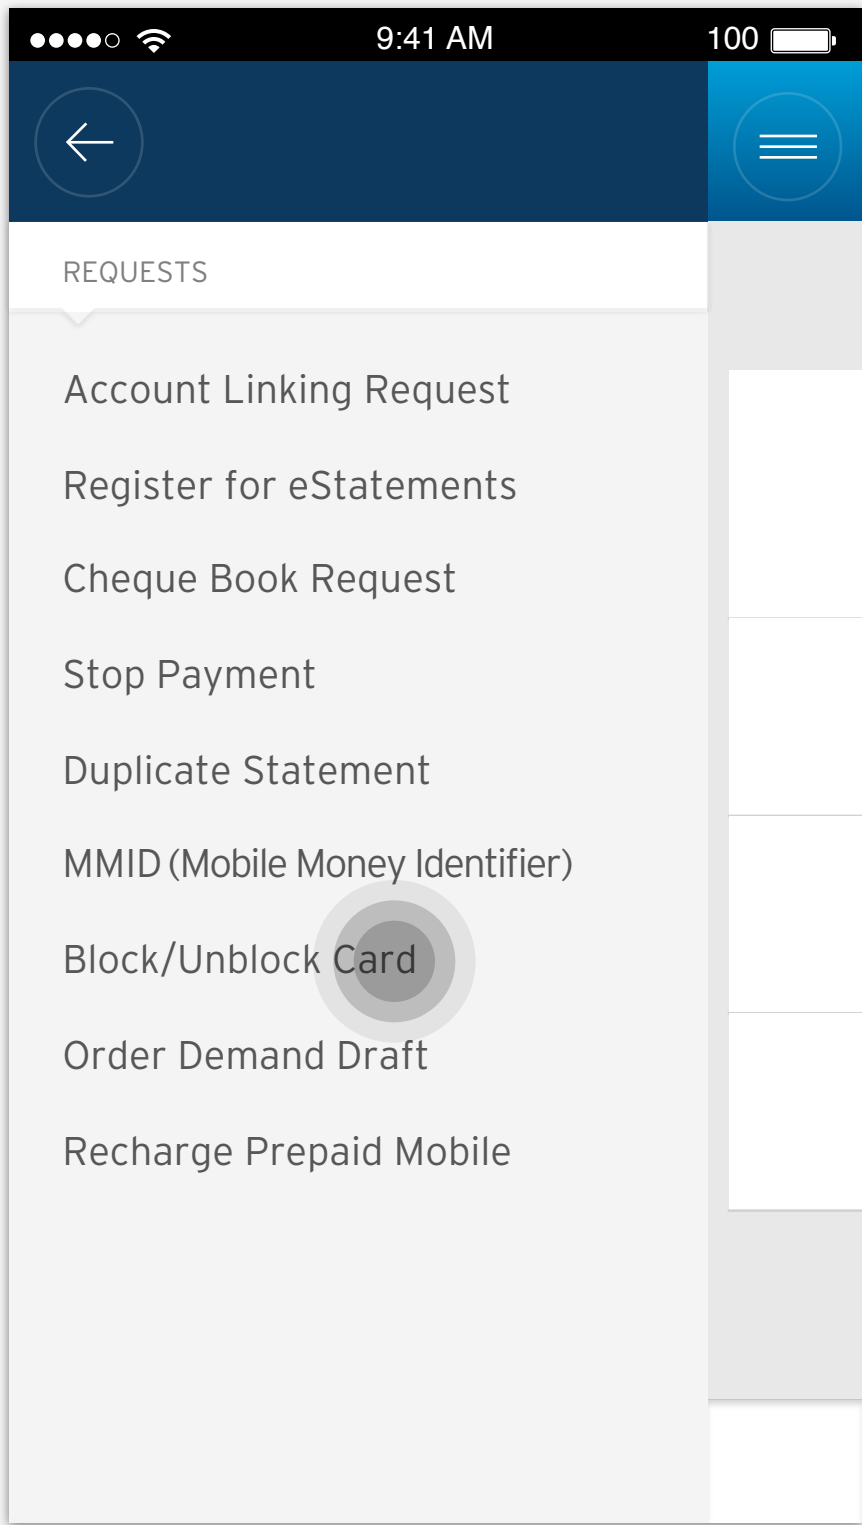 9:41 AM
100
REQUESTS
Account Linking Request
Register for eStatements
Cheque Book Request
Stop Payment
Duplicate Statement
MMID (Mobile Money Identifier)
Block/Unblock Card
Order Demand Draft
Recharge Prepaid Mobile